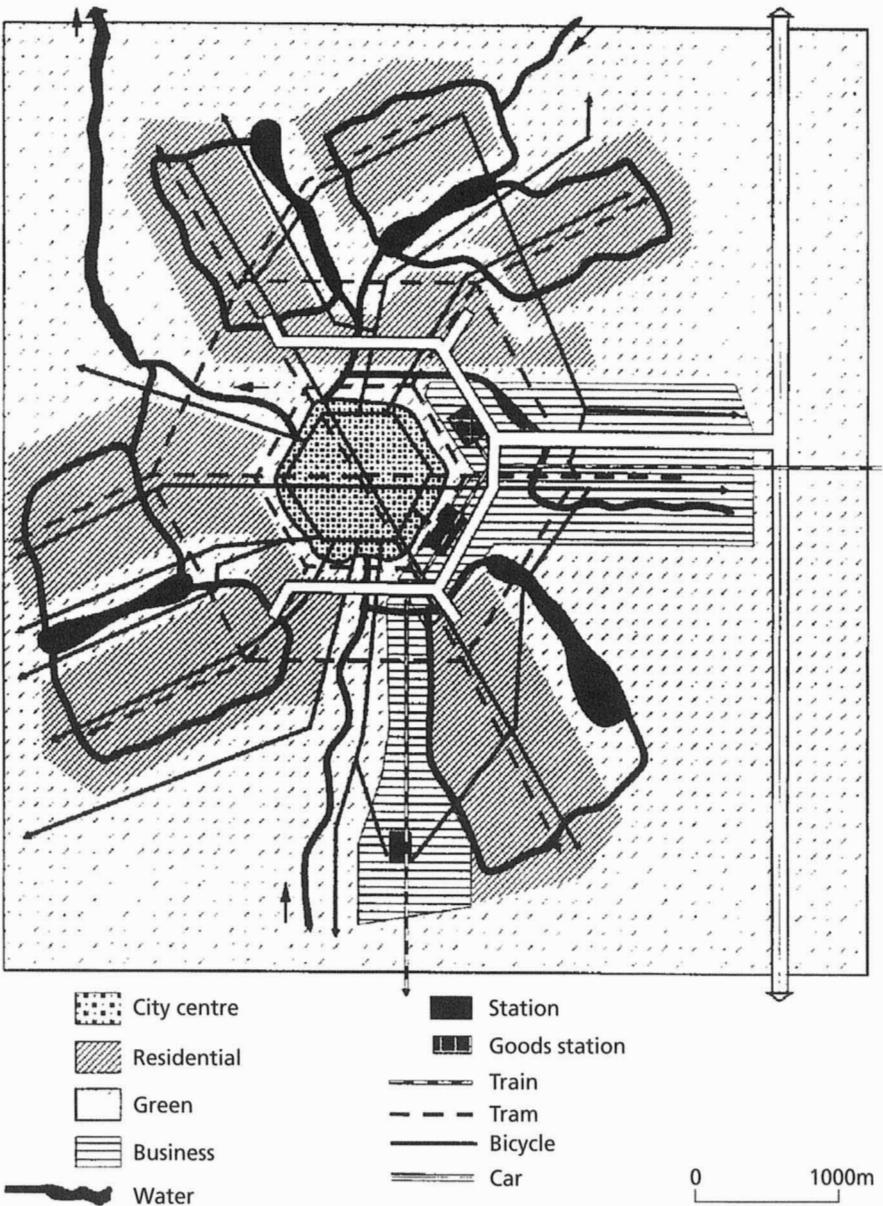 City centre
Residential
Green
Business
Water
Station
Goods station
Train
Tram
Bicycle
Car
0 1000m